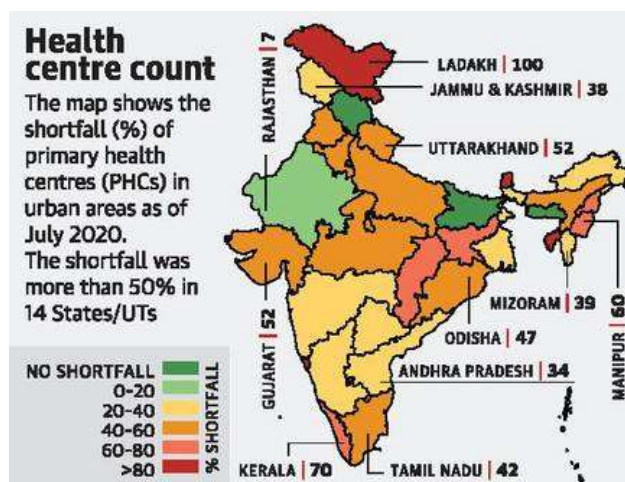 Health
centre count
The map shows the
shortfall (%) of
primary health
centres (PHCs) in
urban areas as of
July 2020.
The shortfall was
more than 50% in
14 States/UTs
RAJASTHAN | 7
LADAKH | 100
JAMMU & KASHMIR | 38
UTTARAKHAND | 52
GUJARAT | 52
MIZORAM | 39
MANIPUR | 60
ODISHA | 47
ANDHRA PRADESH | 34
KERALA | 70
TAMIL NADU | 42
NO SHORTFALL
0-20
20-40
40-60
60-80
>80
% SHORTFALL